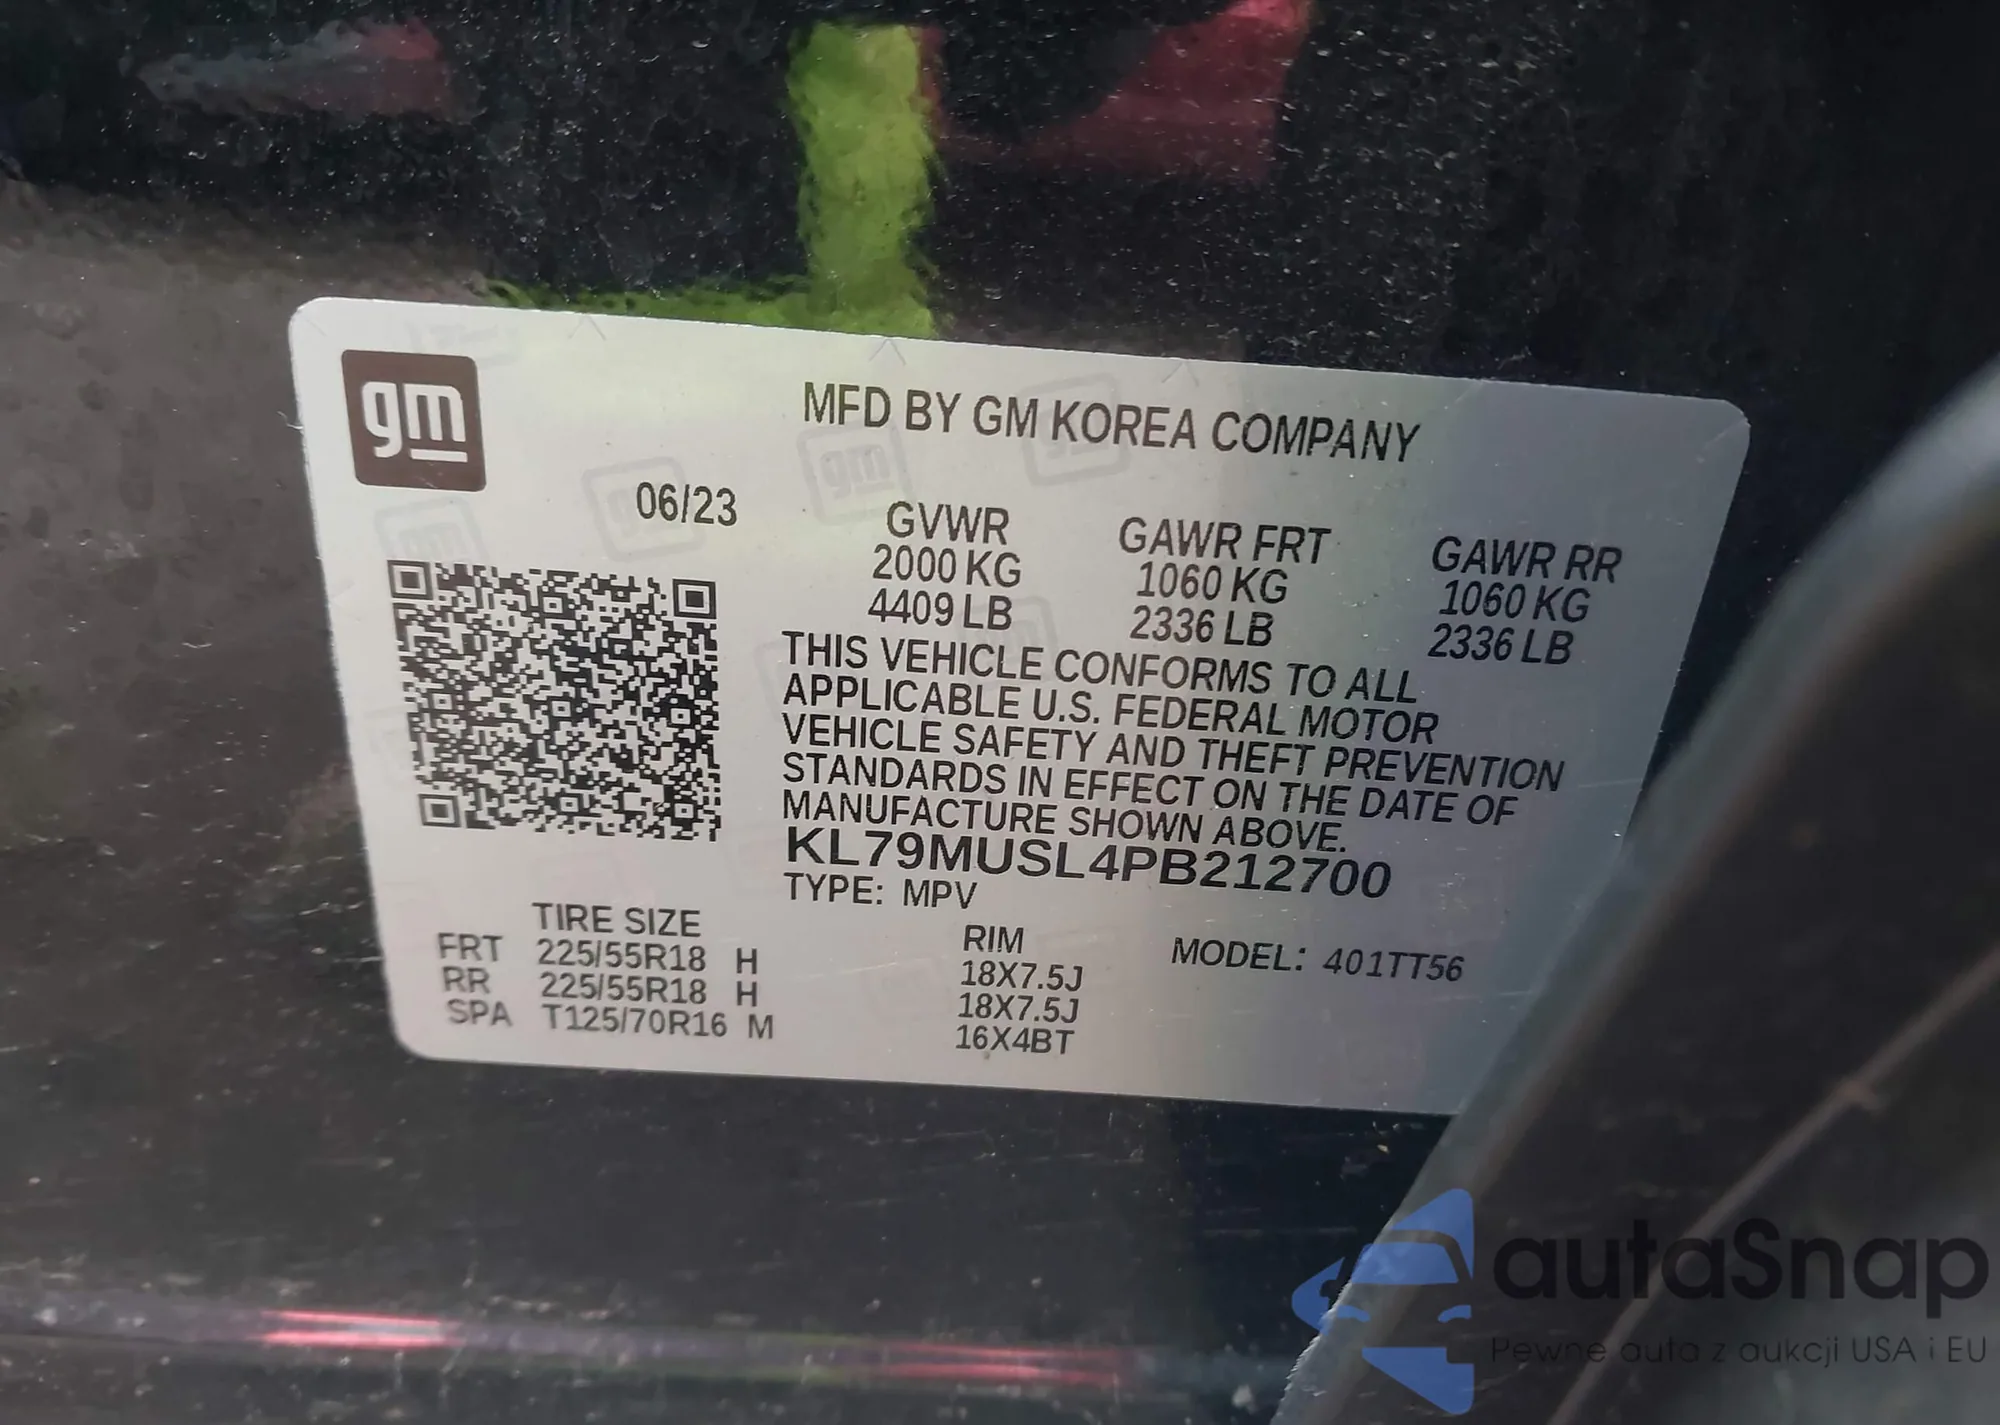 gm
MFD BY GM KOREA COMPANY
06/23
GVWR GAWR FRT GAWR RR
2000 KG 1060 KG 1060 KG
4409 LB 2336 LB 2336 LB
THIS VEHICLE CONFORMS TO ALL
APPLICABLE U.S. FEDERAL MOTOR
VEHICLE SAFETY AND THEFT PREVENTION
STANDARDS IN EFFECT ON THE DATE OF
MANUFACTURE SHOWN ABOVE.
KL79MUSL4PB212700
TYPE: MPV
TIRE SIZE RIM MODEL: 401TT56
FRT 225/55R18 H 18X7.5J
RR 225/55R18 H 18X7.5J
SPA T125/70R16 M 16X4BT
autaSnap
Pewne auta z aukcji USA i EU